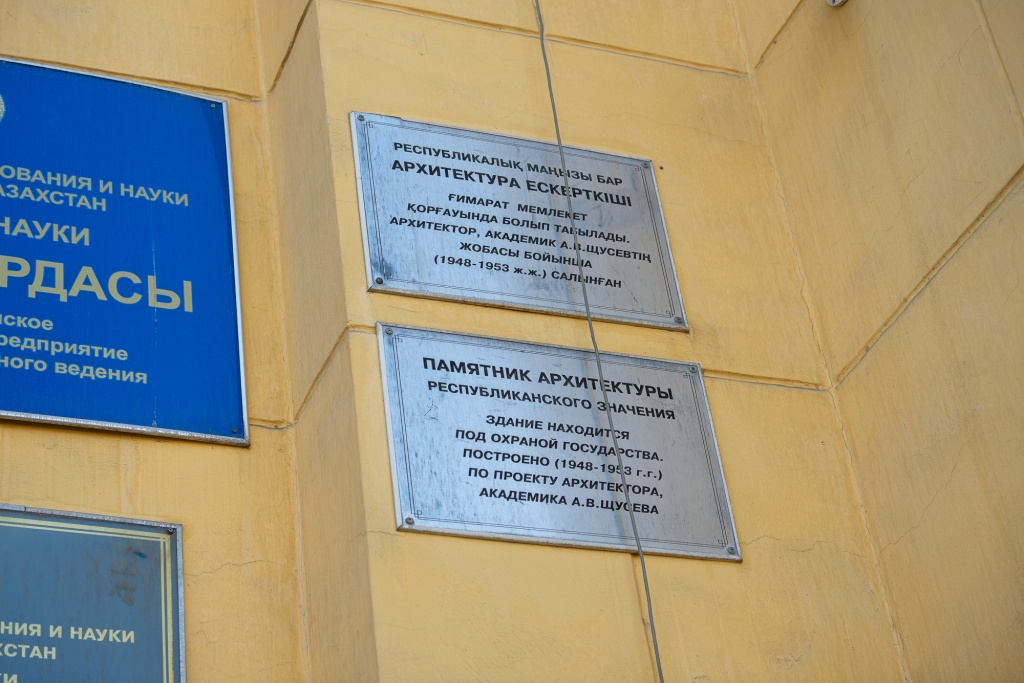 ОВАНИЯ И НАУКИ
АЗАХСТАН
НАУКИ
РДАСЫ
нское
редприятие
ного ведения
РЕСПУБЛИКАЛЫҚ МАҢЫЗЫ БАР
АРХИТЕКТУРА ЕСКЕРТКІШІ
ҒИМАРАТ МЕМЛЕКЕТ
ҚОРҒАУЫНДА БОЛЫП ТАБЫЛАДЫ.
АРХИТЕКТОР, АКАДЕМИК А.В.ЩУСЕВТІҢ
ЖОБАСЫ БОЙЫНША
(1948-1953 ж.ж.) САЛЫНҒАН
ПАМЯТНИК АРХИТЕКТУРЫ
РЕСПУБЛИКАНСКОГО ЗНАЧЕНИЯ
ЗДАНИЕ НАХОДИТСЯ
ПОД ОХРАНОЙ ГОСУДАРСТВА.
ПОСТРОЕНО (1948-1953 г.г.)
ПО ПРОЕКТУ АРХИТЕКТОРА,
АКАДЕМИКА А.В.ЩУСЕВА
НИЯ И НАУКИ
ХСТАН